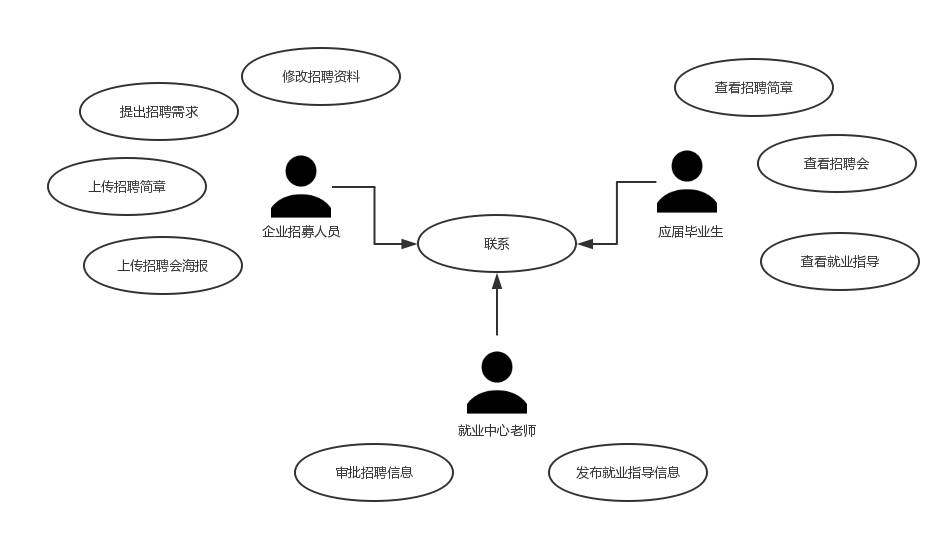 修改招聘资料
查看招聘简章
提出招聘需求
查看招聘会
上传招聘简章
企业招募人员
应届毕业生
联系
上传招聘会海报
查看就业指导
就业中心老师
审批招聘信息
发布就业指导信息